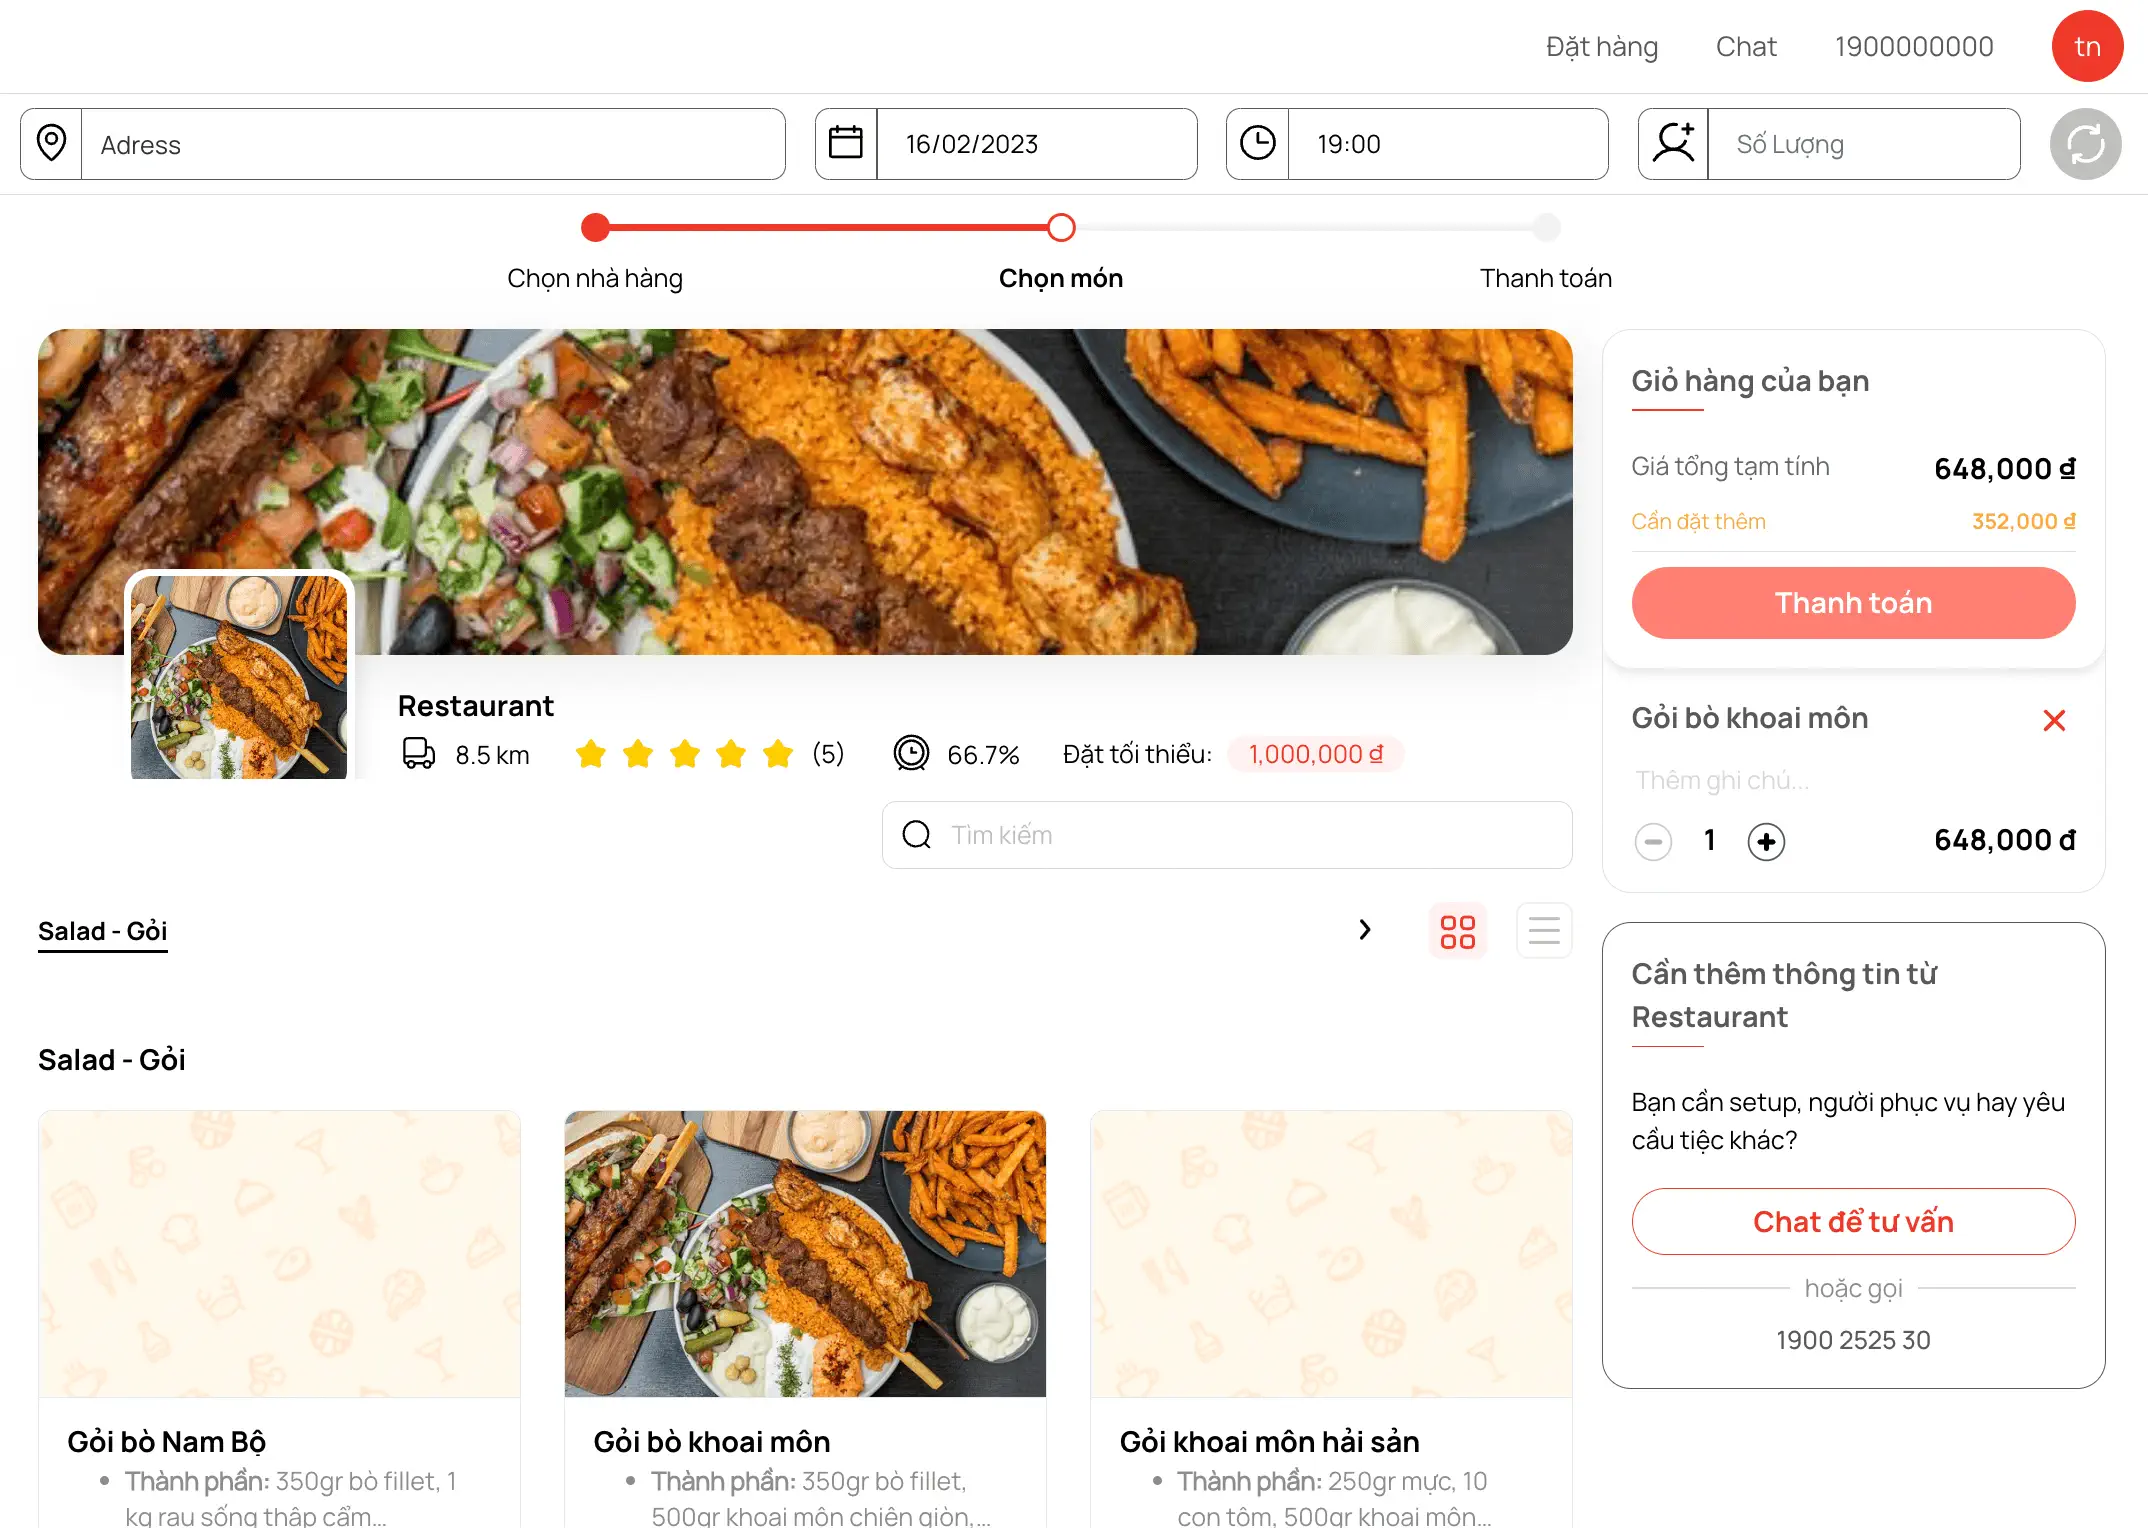 Đặt hàng
Chat
1900000000
tn
Adress
16/02/2023
19:00
Số Lượng
Chọn nhà hàng
Chọn món
Thanh toán
Restaurant
8.5 km
(5)
66.7%
Đặt tối thiểu:
1,000,000 ₫
Tìm kiếm
Salad - Gỏi
Salad - Gỏi
Gỏi bò Nam Bộ
Thành phần: 350gr bò fillet, 1
kg rau sống thập cẩm...
Gỏi bò khoai môn
Thành phần: 350gr bò fillet,
500gr khoai môn chiên giòn,...
Gỏi khoai môn hải sản
Thành phần: 250gr mực, 10
con tôm, 500gr khoai môn...
Giỏ hàng của bạn
Giá tổng tạm tính
648,000 ₫
Cần đặt thêm
352,000 ₫
Thanh toán
Gỏi bò khoai môn
Thêm ghi chú...
1
648,000 đ
Cần thêm thông tin từ
Restaurant
Bạn cần setup, người phục vụ hay yêu
cầu tiệc khác?
Chat để tư vấn
hoặc gọi
1900 2525 30